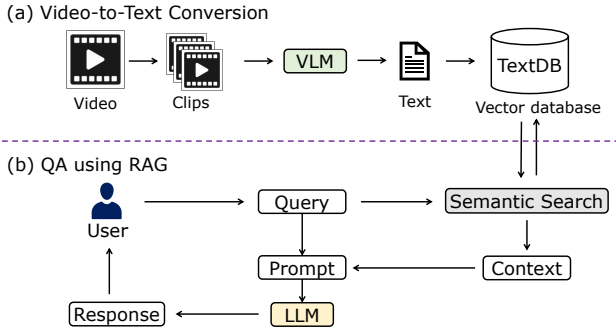 (a) Video-to-Text Conversion
Video
Clips
VLM
Text
TextDB
Vector database
(b) QA using RAG
User
Query
Semantic Search
Prompt
Context
Response
LLM